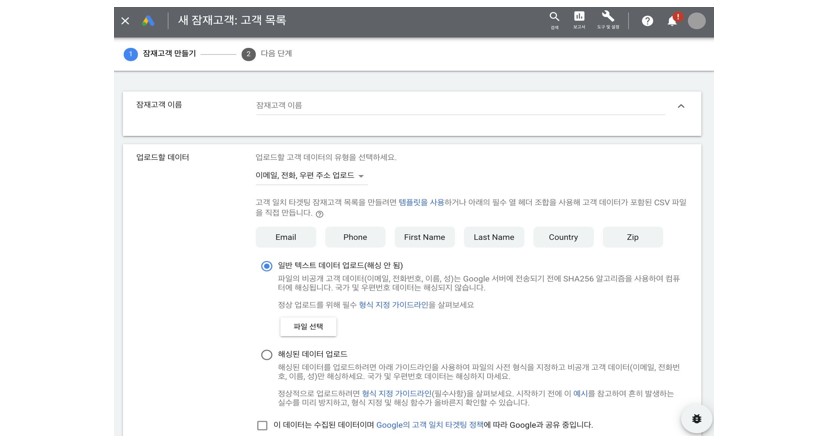 새 잠재고객: 고객 목록
검색
보고서
도구 및 설정
!
1 잠재고객 만들기
2 다음 단계
잠재고객 이름
잠재고객 이름
업로드할 데이터
업로드할 고객 데이터의 유형을 선택하세요.
이메일, 전화, 우편 주소 업로드
고객 일치 타겟팅 잠재고객 목록을 만들려면 템플릿을 사용하거나 아래의 필수 열 헤더 조합을 사용해 고객 데이터가 포함된 CSV 파일
을 직접 만듭니다.
Email
Phone
First Name
Last Name
Country
Zip
일반 텍스트 데이터 업로드(해싱 안 됨)
파일의 비공개 고객 데이터(이메일, 전화번호, 이름, 성)는 Google 서버에 전송되기 전에 SHA256 알고리즘을 사용하여 컴퓨
터에 해싱됩니다. 국가 및 우편번호 데이터는 해싱되지 않습니다.
정상 업로드를 위해 필수 형식 지정 가이드라인을 살펴보세요
파일 선택
해싱된 데이터 업로드
해싱된 데이터를 업로드하려면 아래 가이드라인을 사용하여 파일의 사전 형식을 지정하고 비공개 고객 데이터(이메일, 전화번
호, 이름, 성)만 해싱하세요. 국가 및 우편번호 데이터는 해싱하지 마세요.
정상적으로 업로드하려면 형식 지정 가이드라인(필수사항)을 살펴보세요. 시작하기 전에 이 예시를 참고하여 흔히 발생하는
실수를 미리 방지하고, 형식 지정 및 해싱 함수가 올바른지 확인할 수 있습니다.
이 데이터는 수집된 데이터이며 Google의 고객 일치 타겟팅 정책에 따라 Google과 공유 중입니다.